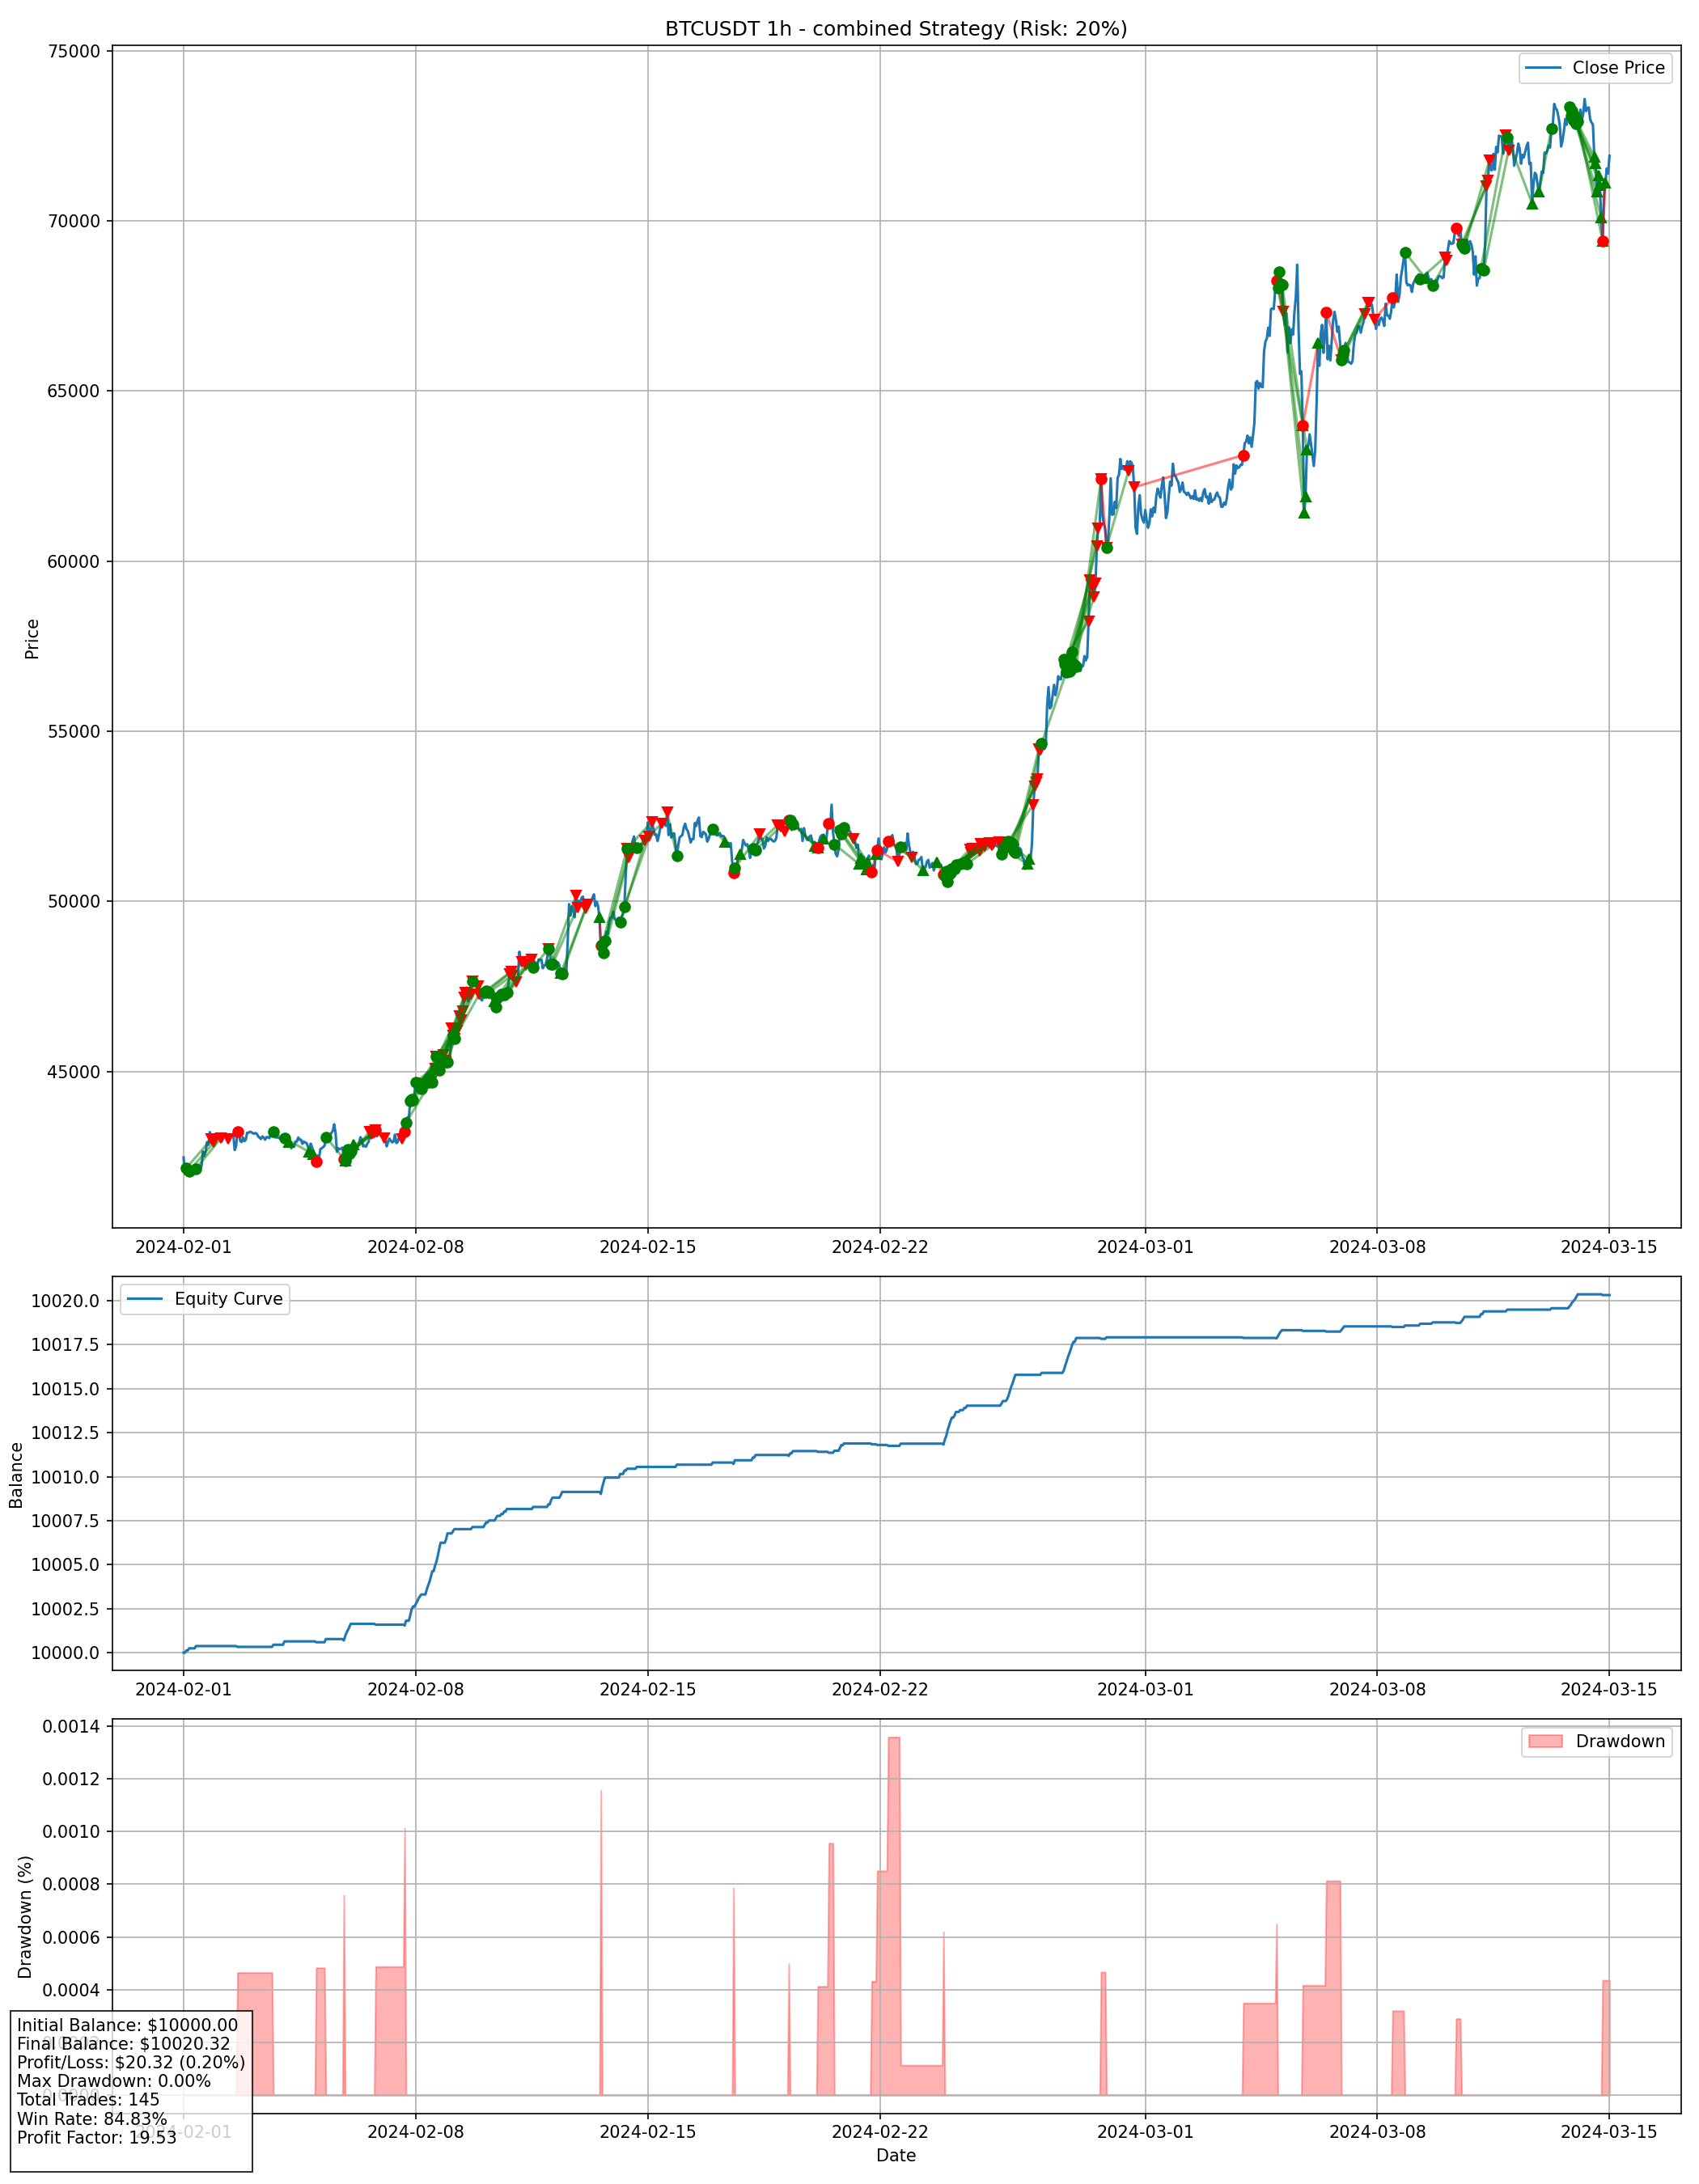 BTCUSDT 1h - combined Strategy (Risk: 20%)
Close Price
75000
70000
65000
60000
55000
50000
45000
Price
2024-02-01 2024-02-08 2024-02-15 2024-02-22 2024-03-01 2024-03-08 2024-03-15
Equity Curve
10020.0
10017.5
10015.0
10012.5
10010.0
10007.5
10005.0
10002.5
10000.0
Balance
2024-02-01 2024-02-08 2024-02-15 2024-02-22 2024-03-01 2024-03-08 2024-03-15
Drawdown
0.0014
0.0012
0.0010
0.0008
0.0006
0.0004
Drawdown (%)
Initial Balance: $10000.00
Final Balance: $10020.32
Profit/Loss: $20.32 (0.20%)
Max Drawdown: 0.00%
Total Trades: 145
Win Rate: 84.83%
Profit Factor: 19.53
2024-02-08 2024-02-15 2024-02-22 2024-03-01 2024-03-08 2024-03-15
Date